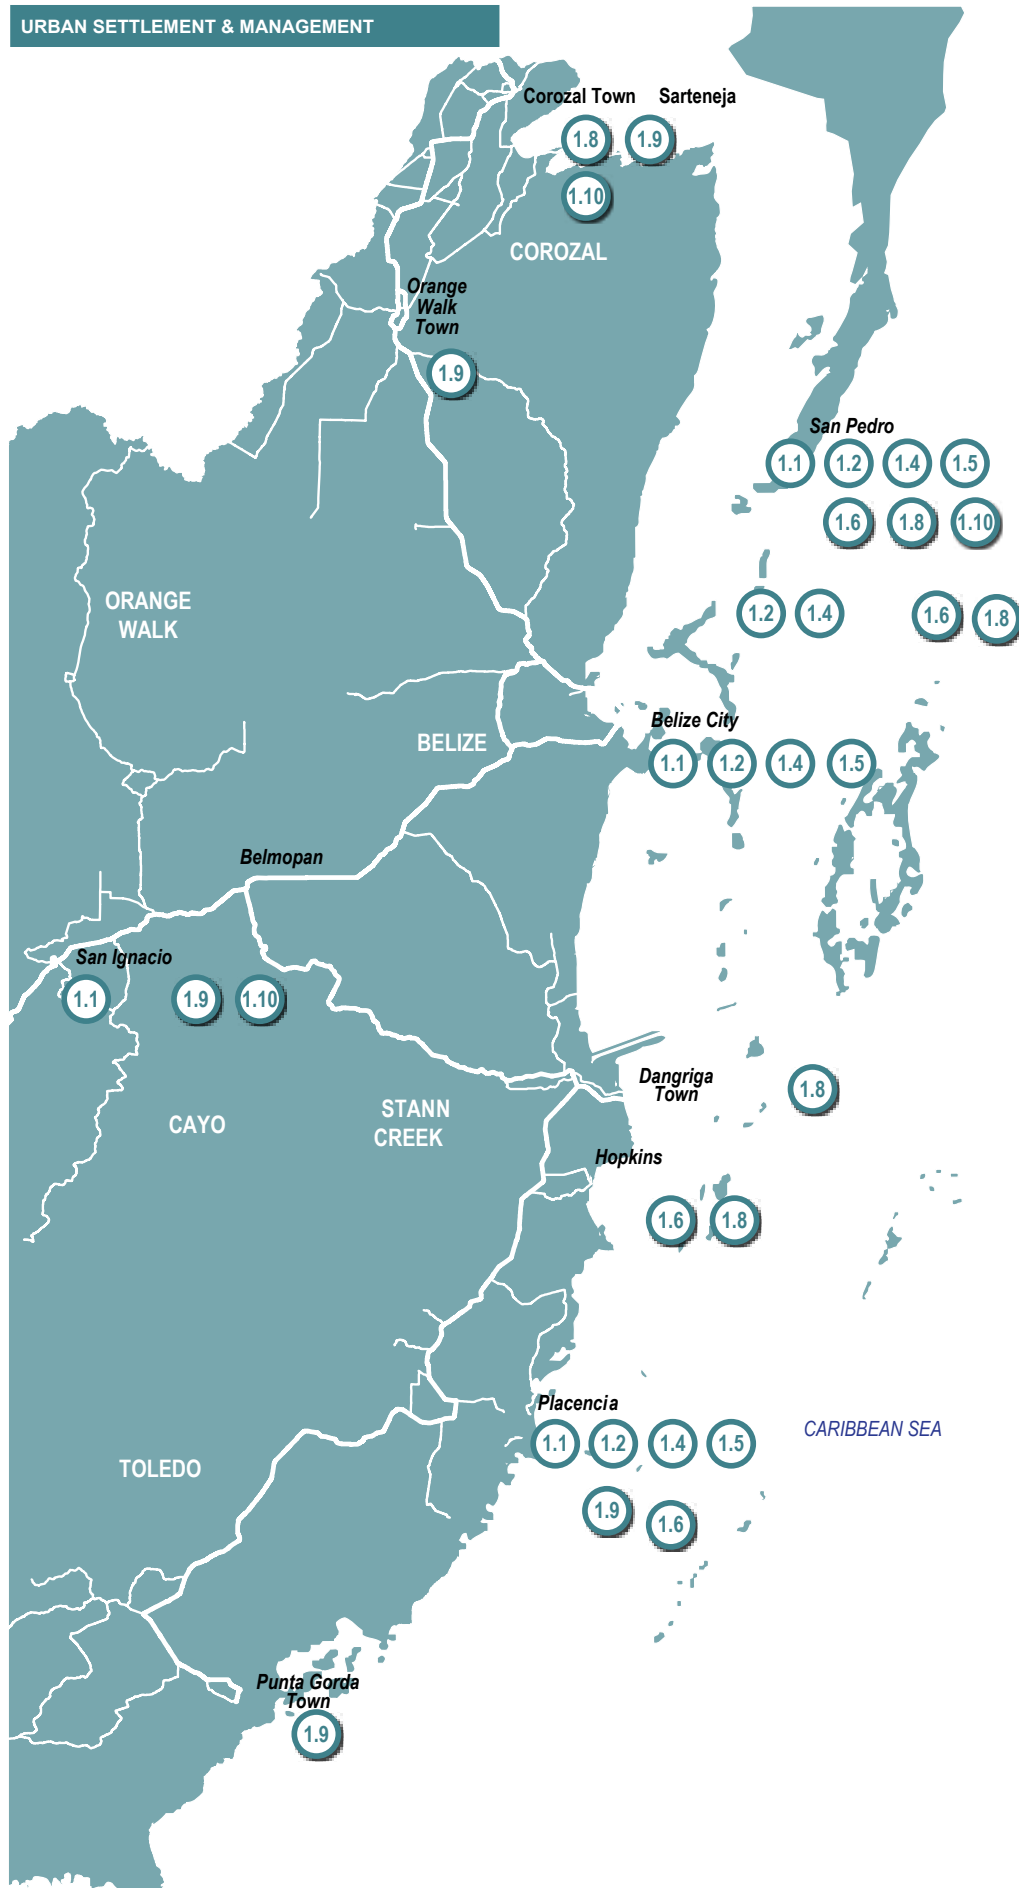 URBAN SETTLEMENT & MANAGEMENT
Corozal Town
Sarteneja
1.8
1.9
1.10
COROZAL
Orange
Walk
Town
1.9
San Pedro
1.1
1.2
1.4
1.5
1.6
1.8
1.10
ORANGE
WALK
1.2
1.4
1.6
1.8
Belize City
BELIZE
1.1
1.2
1.4
1.5
Belmopan
San Ignacio
1.1
1.9
1.10
Dangriga
Town
1.8
CAYO
STANN
CREEK
Hopkins
1.6
1.8
Placencia
1.1
1.2
1.4
1.5
CARIBBEAN SEA
TOLEDO
1.9
1.6
Punta Gorda
Town
1.9